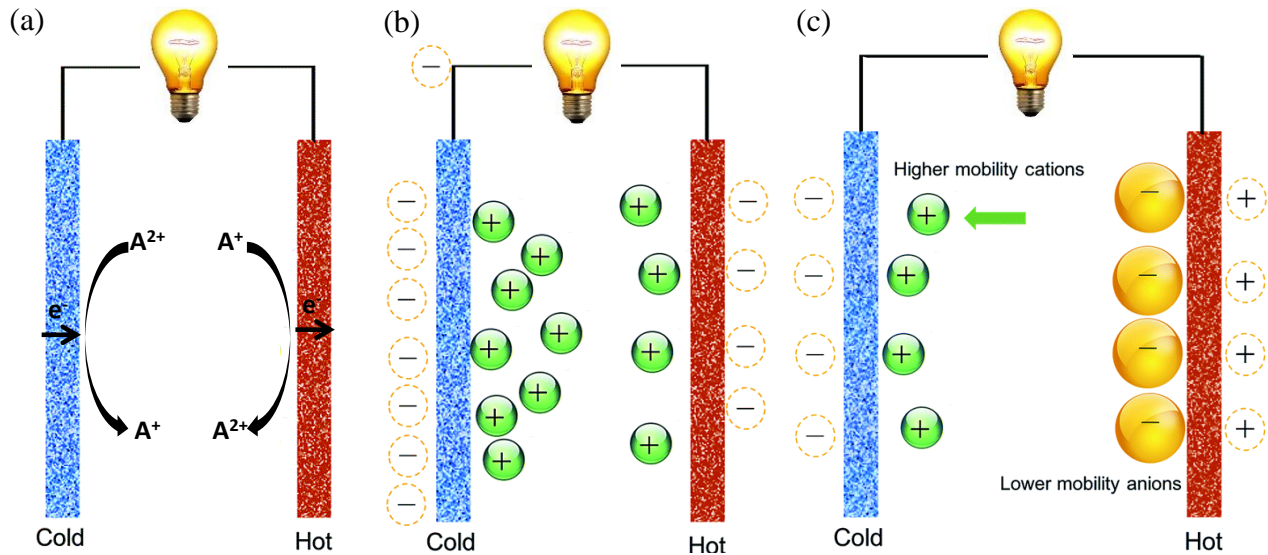 (a)
A²⁺
A⁺
e⁻
e
A⁺
A²⁺
Cold
Hot
(b)
−
−
−
−
−
−
−
−
−
−
−
−
+
+
+
+
+
+
+
+
+
+
+
+
Cold
Hot
(c)
Higher mobility cations
−
−
−
−
+
+
+
+
−
−
−
−
+
+
+
+
Lower mobility anions
Cold
Hot